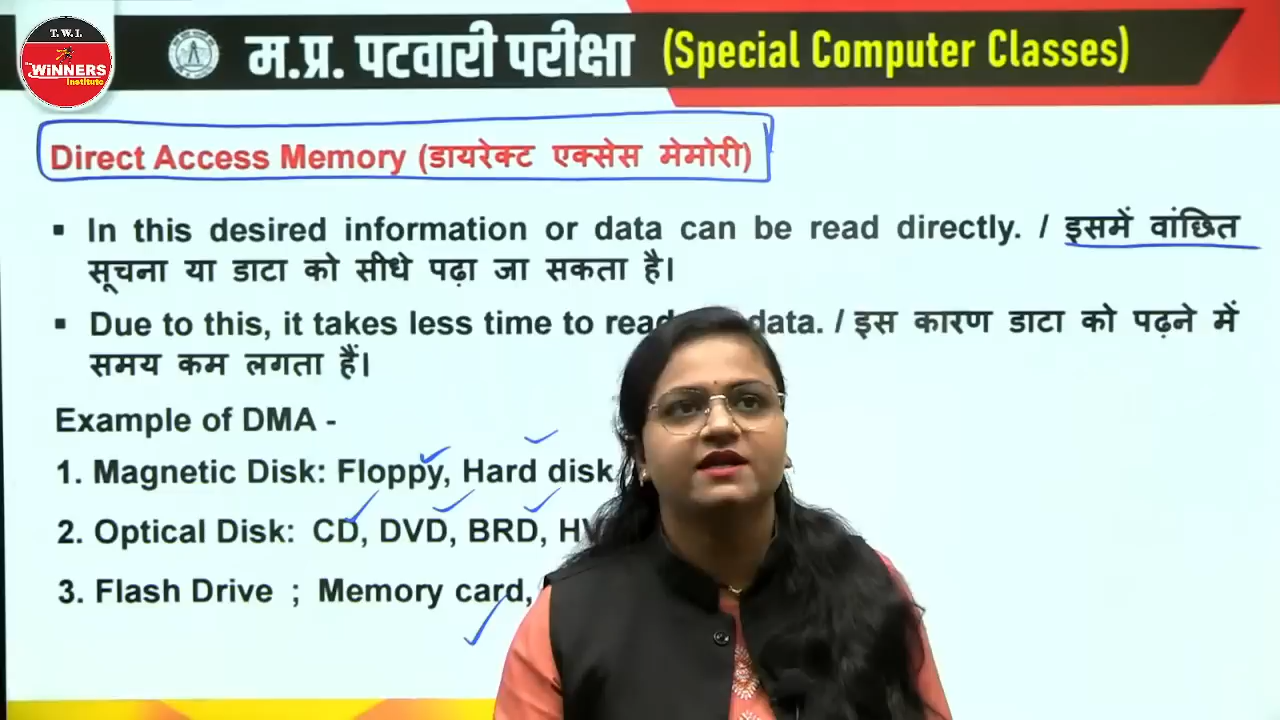 T.W.I.
WiNNERS
institute
म.प्र. पटवारी परीक्षा (Special Computer Classes)
Direct Access Memory (डायरेक्ट एक्सेस मेमोरी)
▪ In this desired information or data can be read directly. / इसमें वांछित
सूचना या डाटा को सीधे पढ़ा जा सकता है।
▪ Due to this, it takes less time to read data. / इस कारण डाटा को पढ़ने में
समय कम लगता हैं।
Example of DMA -
1. Magnetic Disk: Floppy, Hard disk
2. Optical Disk: CD, DVD, BRD,
3. Flash Drive ; Memory card,